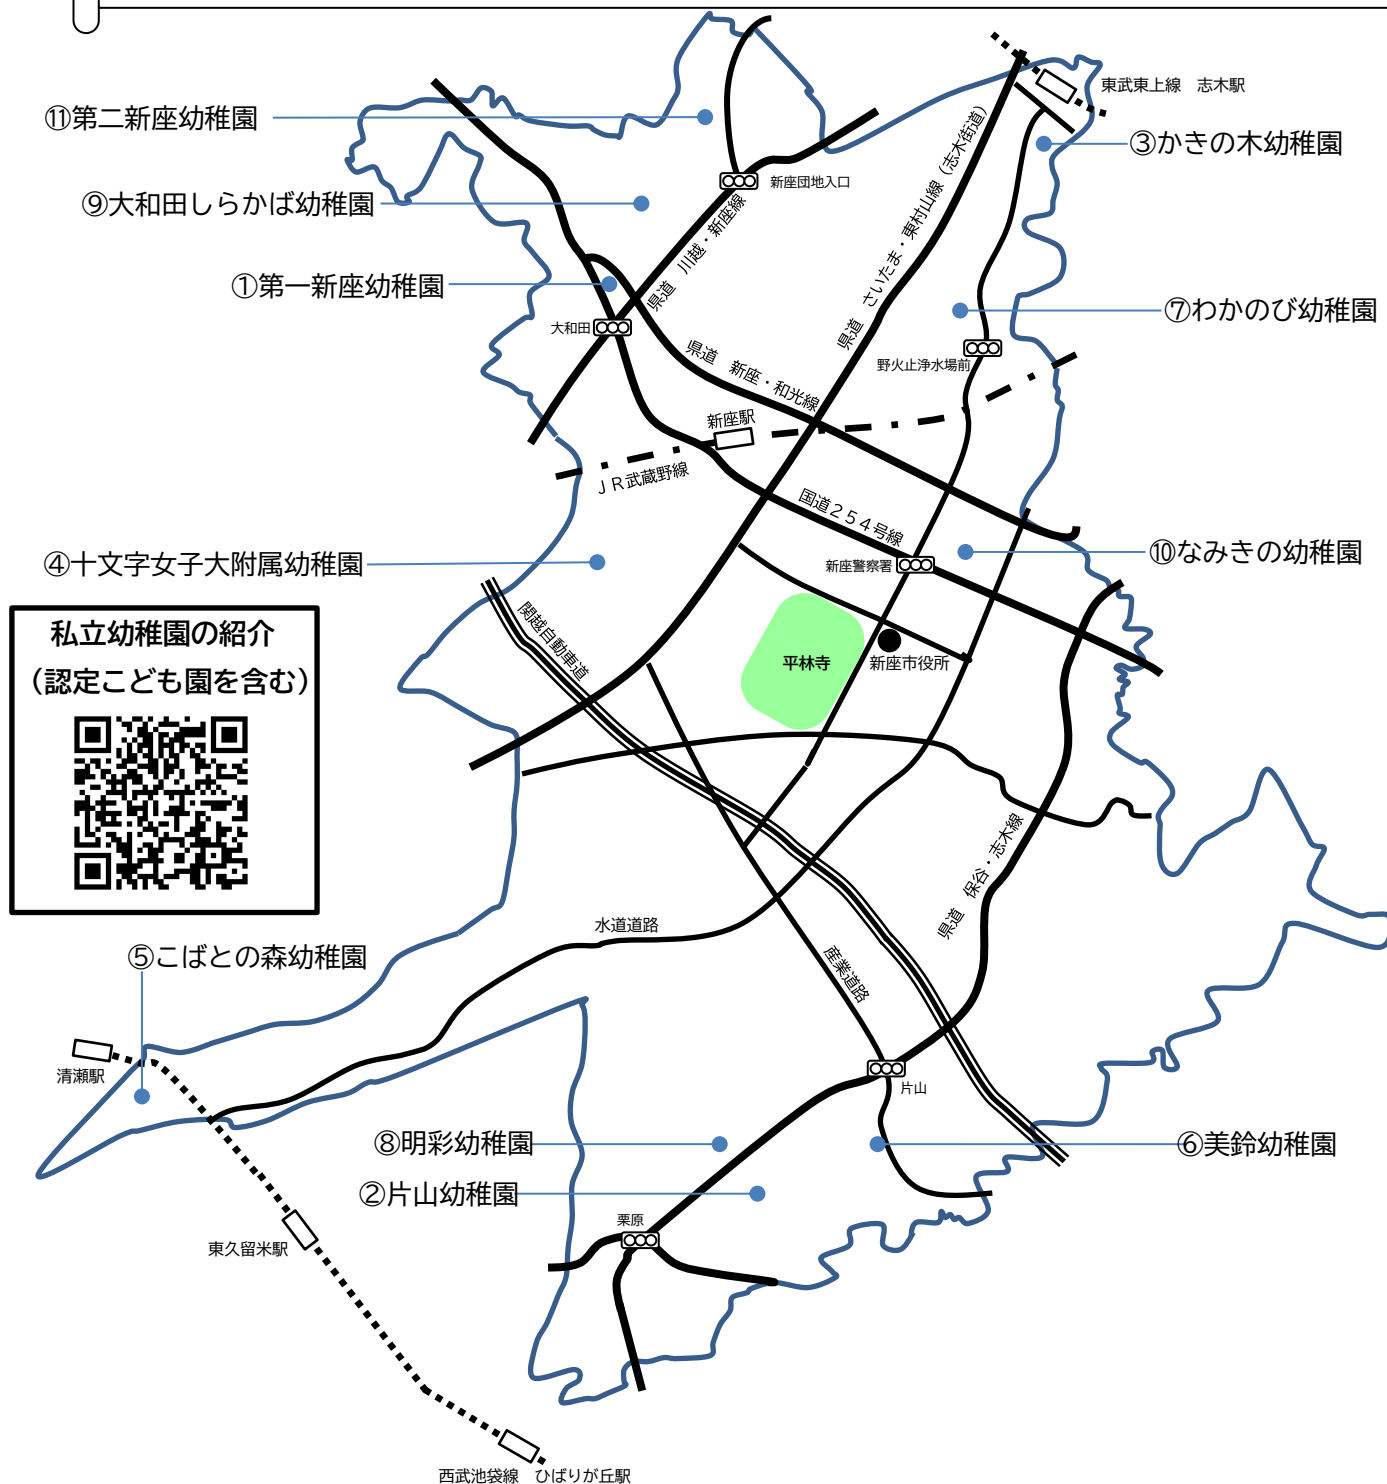 東武東上線　志木駅
⑪第二新座幼稚園
③かきの木幼稚園
県道　さいたま・東村山線（志木街道）
新座団地入口
⑨大和田しらかば幼稚園
県道　川越・新座線
①第一新座幼稚園
⑦わかのび幼稚園
大和田
県道　新座・和光線
野火止浄水場前
新座駅
ＪＲ武蔵野線
国道２５４号線
④十文字女子大附属幼稚園
新座警察署
⑩なみきの幼稚園
関越自動車道
私立幼稚園の紹介
（認定こども園を含む）
平林寺
新座市役所
県道　保谷・志木線
水道道路
産業道路
⑤こばとの森幼稚園
清瀬駅
片山
⑧明彩幼稚園
⑥美鈴幼稚園
②片山幼稚園
栗原
東久留米駅
西武池袋線　ひばりが丘駅